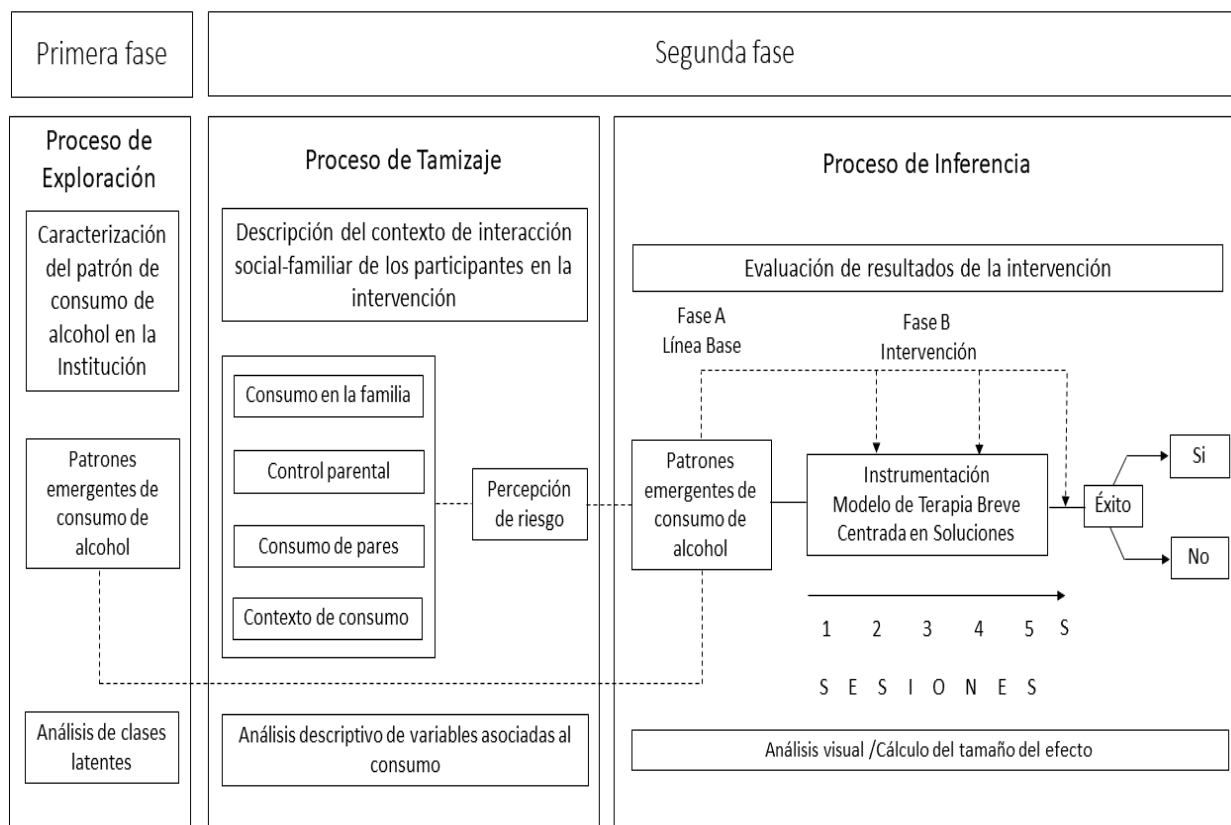 Primera fase
Segunda fase
Proceso de
Exploración
Caracterización
del patrón de
consumo de
alcohol en la
Institución
Patrones
emergentes de
consumo de
alcohol
Análisis de clases
latentes
Proceso de Tamizaje
Descripción del contexto de interacción
social-familiar de los participantes en la
intervención
Consumo en la familia
Control parental
Consumo de pares
Contexto de consumo
Percepción
de riesgo
Análisis descriptivo de variables asociadas al
consumo
Proceso de Inferencia
Evaluación de resultados de la intervención
Fase A
Línea Base
Fase B
Intervención
Patrones
emergentes de
consumo de
alcohol
Instrumentación
Modelo de Terapia Breve
Centrada en Soluciones
Éxito
Si
No
1 2 3 4 5 S
S E S I O N E S
Análisis visual /Cálculo del tamaño del efecto